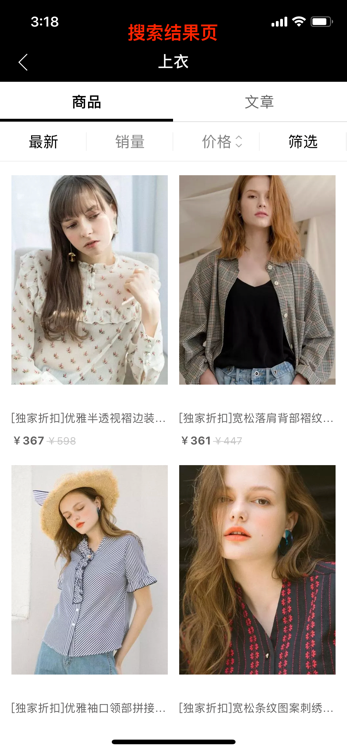 3:18
搜索结果页
上衣
商品
文章
最新
销量
价格
筛选
[独家折扣]优雅半透视褶边装...
¥367 ¥598
[独家折扣]宽松落肩背部褶纹...
¥361 ¥447
[独家折扣]优雅袖口领部拼接...
[独家折扣]宽松条纹图案刺绣...